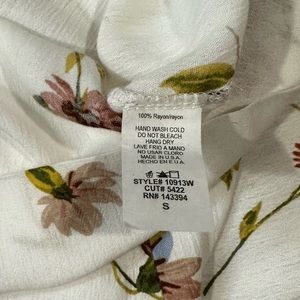 100% Rayon/rayon
HAND WASH COLD
DO NOT BLEACH
HANG DRY
LAVE FRIO A MANO
NO USAR CLORO
MADE IN U.S.A.
HECHO EN E.U.A.
STYLE# 10913W
CUT# 5422
RN# 143394
S